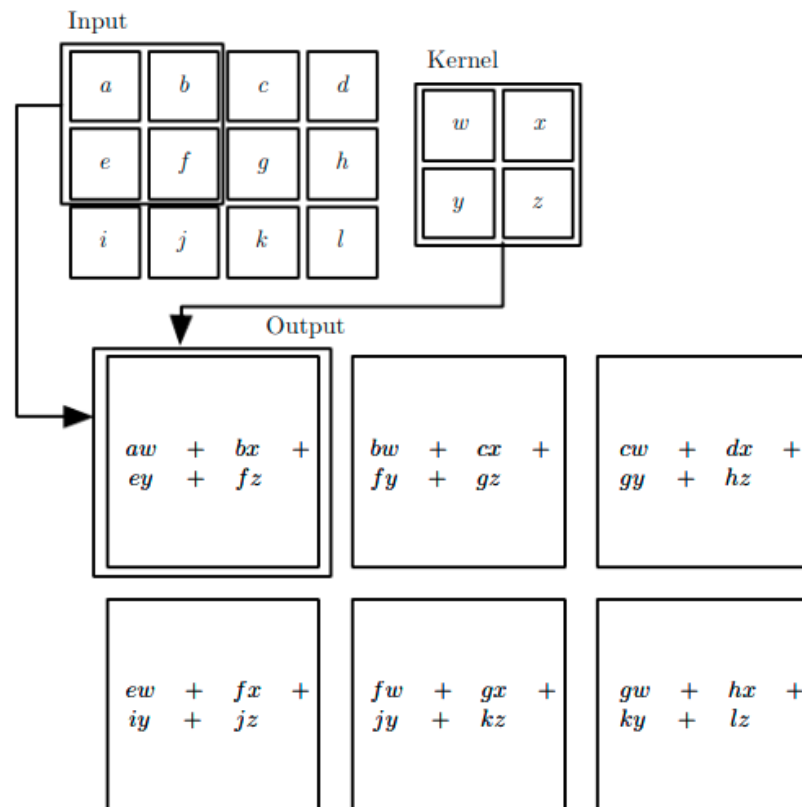 Input
Kernel
a b c d
w x
e f g h
y z
i j k l
Output
aw + bx +
ey + fz
bw + cx +
fy + gz
cw + dx +
gy + hz
ew + fx +
iy + jz
fw + gx +
jy + kz
gw + hx +
ky + lz